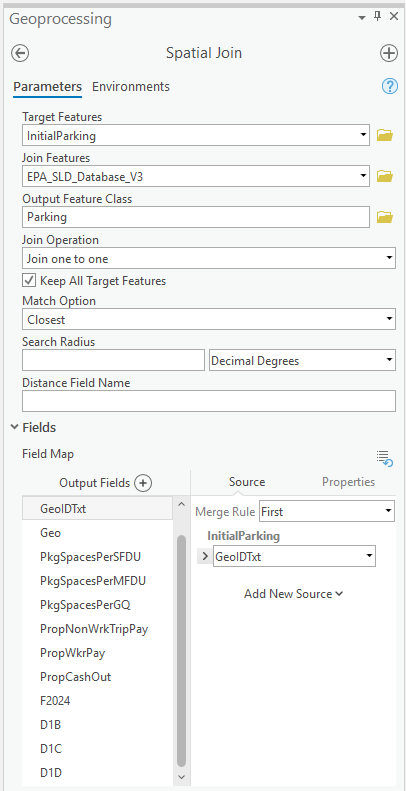 Geoprocessing
Spatial Join
Parameters Environments
Target Features
InitialParking
Join Features
EPA_SLD_Database_V3
Output Feature Class
Parking
Join Operation
Join one to one
Keep All Target Features
Match Option
Closest
Search Radius
Decimal Degrees
Distance Field Name
Fields
Field Map
Output Fields
GeoIDTxt
Geo
PkgSpacesPerSFDU
PkgSpacesPerMFDU
PkgSpacesPerGQ
PropNonWrkTripPay
PropWkrPay
PropCashOut
F2024
D1B
D1C
D1D
Source Properties
Merge Rule First
InitialParking
GeoIDTxt
Add New Source